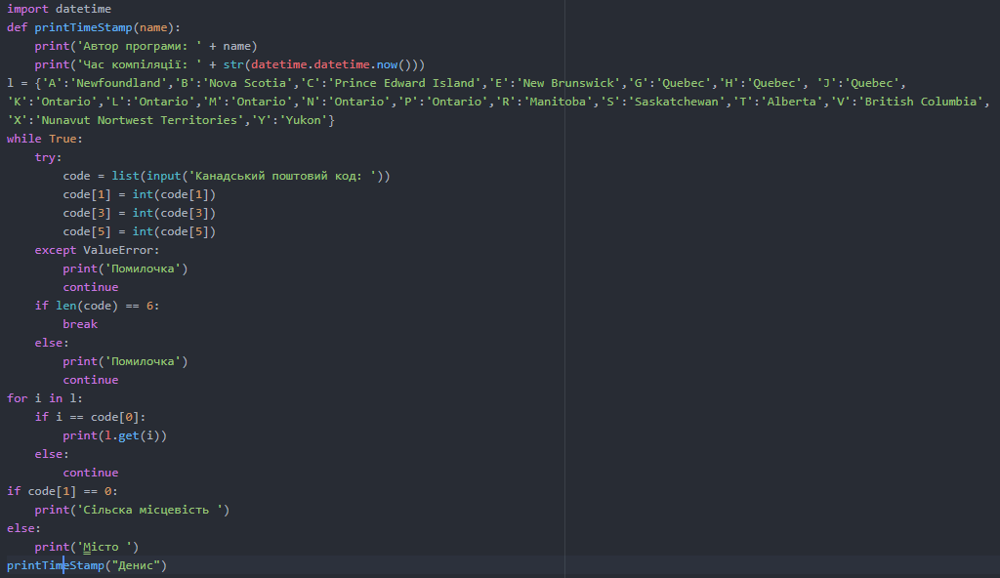 import datetime
def printTimeStamp(name):
    print('Автор програми: ' + name)
    print('Час компіляції: ' + str(datetime.datetime.now()))
l = {'A':'Newfoundland','B':'Nova Scotia','C':'Prince Edward Island','E':'New Brunswick','G':'Quebec','H':'Quebec', 'J':'Quebec',
'K':'Ontario','L':'Ontario','M':'Ontario','N':'Ontario','P':'Ontario','R':'Manitoba','S':'Saskatchewan','T':'Alberta','V':'British Columbia',
'X':'Nunavut Nortwest Territories','Y':'Yukon'}
while True:
    try:
        code = list(input('Канадський поштовий код: '))
        code[1] = int(code[1])
        code[3] = int(code[3])
        code[5] = int(code[5])
    except ValueError:
        print('Помилочка')
        continue
    if len(code) == 6:
        break
    else:
        print('Помилочка')
        continue
for i in l:
    if i == code[0]:
        print(l.get(i))
    else:
        continue
if code[1] == 0:
    print('Сільска місцевість ')
else:
    print('Місто ')
printTimeStamp("Денис")